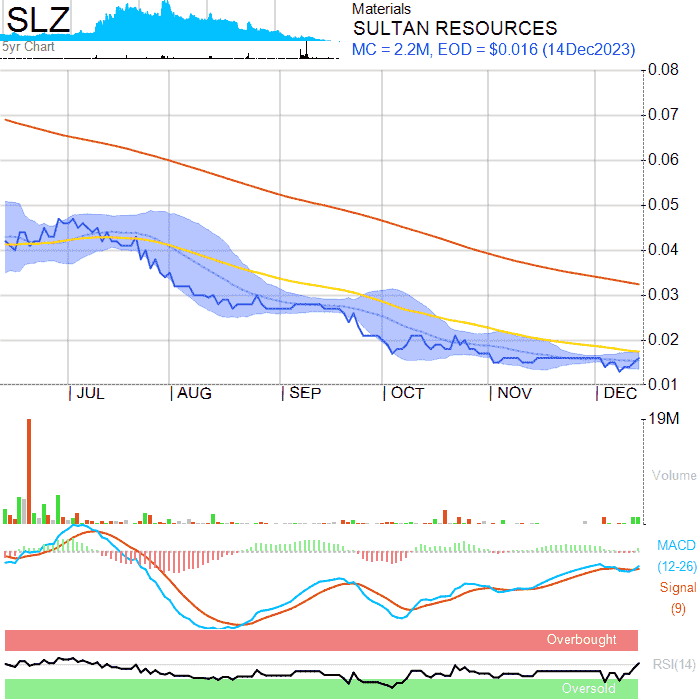 SLZ
5yr Chart
Materials
SULTAN RESOURCES
MC = 2.2M, EOD = $0.016 (14Dec2023)
0.08
0.07
0.06
0.05
0.04
0.03
0.02
0.01
JUL AUG SEP OCT NOV DEC
19M
Volume
MACD
(12-26)
Signal
(9)
Overbought
RSI(14)
Oversold